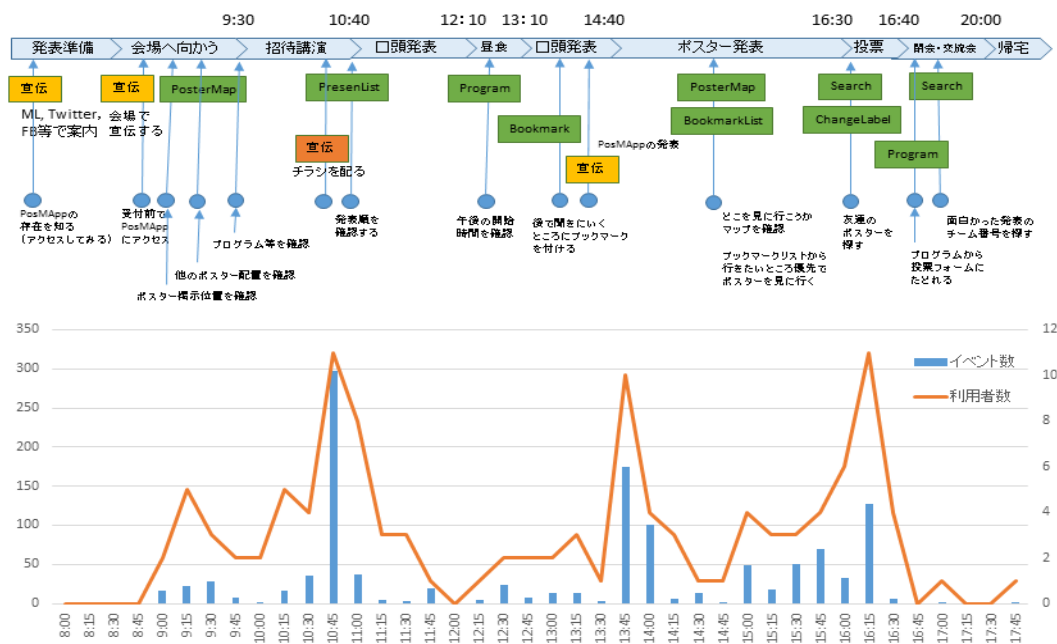 9:30 10:40 12:10 13:10 14:40 16:30 16:40 20:00
発表準備 会場へ向かう 招待講演 口頭発表 昼食 口頭発表 ポスター発表 投票 閉会・交流会 帰宅
宣伝 宣伝 PosterMap PresenList Program PosterMap Search Search
ML, Twitter,
FB等で案内
会場で
宣伝する
Bookmark BookmarkList ChangeLabel
宣伝
チラシを配る
PosMAppの発表
宣伝
Program
PosMAppの
存在を知る
(アクセスしてみる)
受付前で
PosMApp
にアクセス
ポスター掲示位置を確認
他のポスター配置を確認
プログラム等を確認
発表順を
確認する
午後の開始
時間を確認
後で聞きにいく
ところにブックマーク
を付ける
どこを見に行こうか
マップを確認
ブックマークリストから
行きたいところ優先で
ポスターを見に行く
友達の
ポスターを
探す
プログラムから
投票フォームに
たどれる
面白かった発表の
チーム番号を探す
350
300
250
200
150
100
50
0
イベント数
利用者数
12
10
8
6
4
2
0
8:00 8:15 8:30 8:45 9:00 9:15 9:30 9:45 10:00 10:15 10:30 10:45 11:00 11:15 11:30 11:45 12:00 12:15 12:30 12:45 13:00 13:15 13:30 13:45 14:00 14:15 14:30 14:45 15:00 15:15 15:30 15:45 16:00 16:15 16:30 16:45 17:00 17:15 17:30 17:45